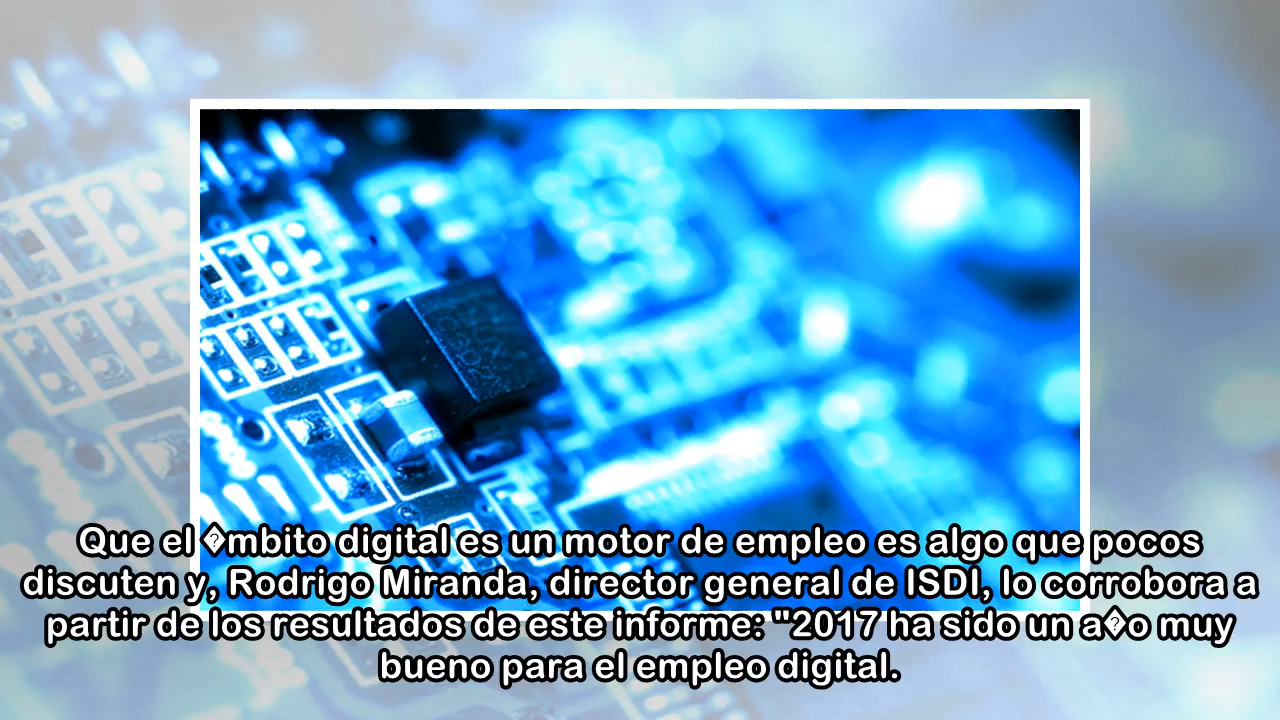 Que el �mbito digital es un motor de empleo es algo que pocos
discuten y, Rodrigo Miranda, director general de ISDI, lo corrobora a
partir de los resultados de este informe: "2017 ha sido un a�o muy
bueno para el empleo digital.